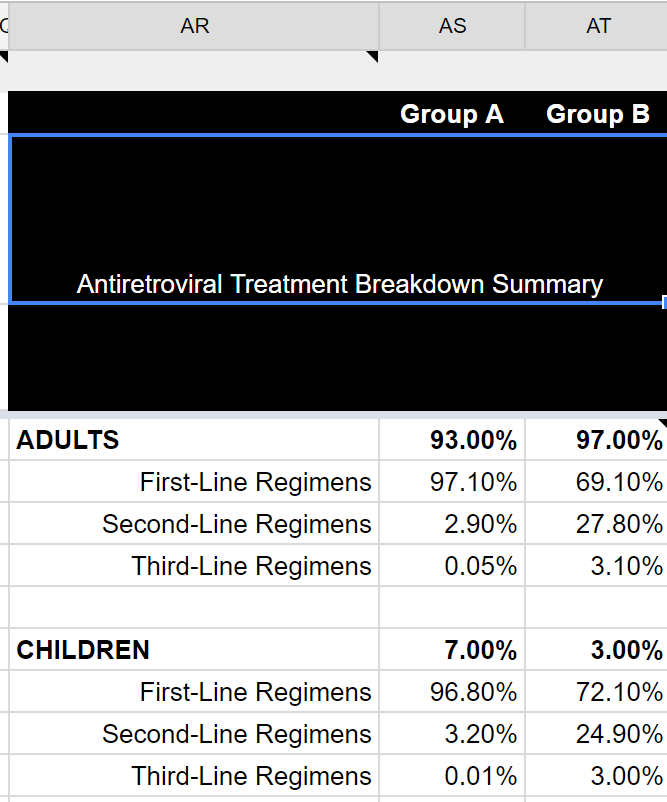 AR AS AT
Group A Group B
Antiretroviral Treatment Breakdown Summary
ADULTS 93.00% 97.00%
First-Line Regimens 97.10% 69.10%
Second-Line Regimens 2.90% 27.80%
Third-Line Regimens 0.05% 3.10%
CHILDREN 7.00% 3.00%
First-Line Regimens 96.80% 72.10%
Second-Line Regimens 3.20% 24.90%
Third-Line Regimens 0.01% 3.00%